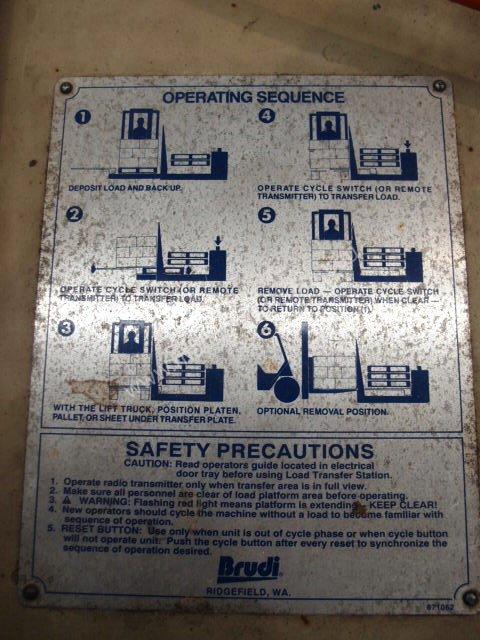 OPERATING SEQUENCE
1
DEPOSIT LOAD AND BACK UP.
2
OPERATE CYCLE SWITCH (OR REMOTE
TRANSMITTER) TO TRANSFER LOAD.
3
WITH THE LIFT TRUCK, POSITION PLATEN,
PALLET, OR SHEET UNDER TRANSFER PLATE.
4
OPERATE CYCLE SWITCH (OR REMOTE
TRANSMITTER) TO TRANSFER LOAD.
5
REMOVE LOAD — OPERATE CYCLE SWITCH
(OR REMOTE TRANSMITTER) WHEN CLEAR —
TO RETURN TO POSITION (1).
6
OPTIONAL REMOVAL POSITION.
SAFETY PRECAUTIONS
CAUTION: Read operators guide located in electrical
door tray before using Load Transfer Station.
1. Operate radio transmitter only when transfer area is in full view.
2. Make sure all personnel are clear of load platform area before operating.
3. ⚠ WARNING: Flashing red light means platform is extending - KEEP CLEAR!
4. New operators should cycle the machine without a load to become familiar with
sequence of operation.
5. RESET BUTTON: Use only when unit is out of cycle phase or when cycle button
will not operate unit. Push the cycle button after every reset to synchronize the
sequence of operation desired.
Brudi
RIDGEFIELD, WA.